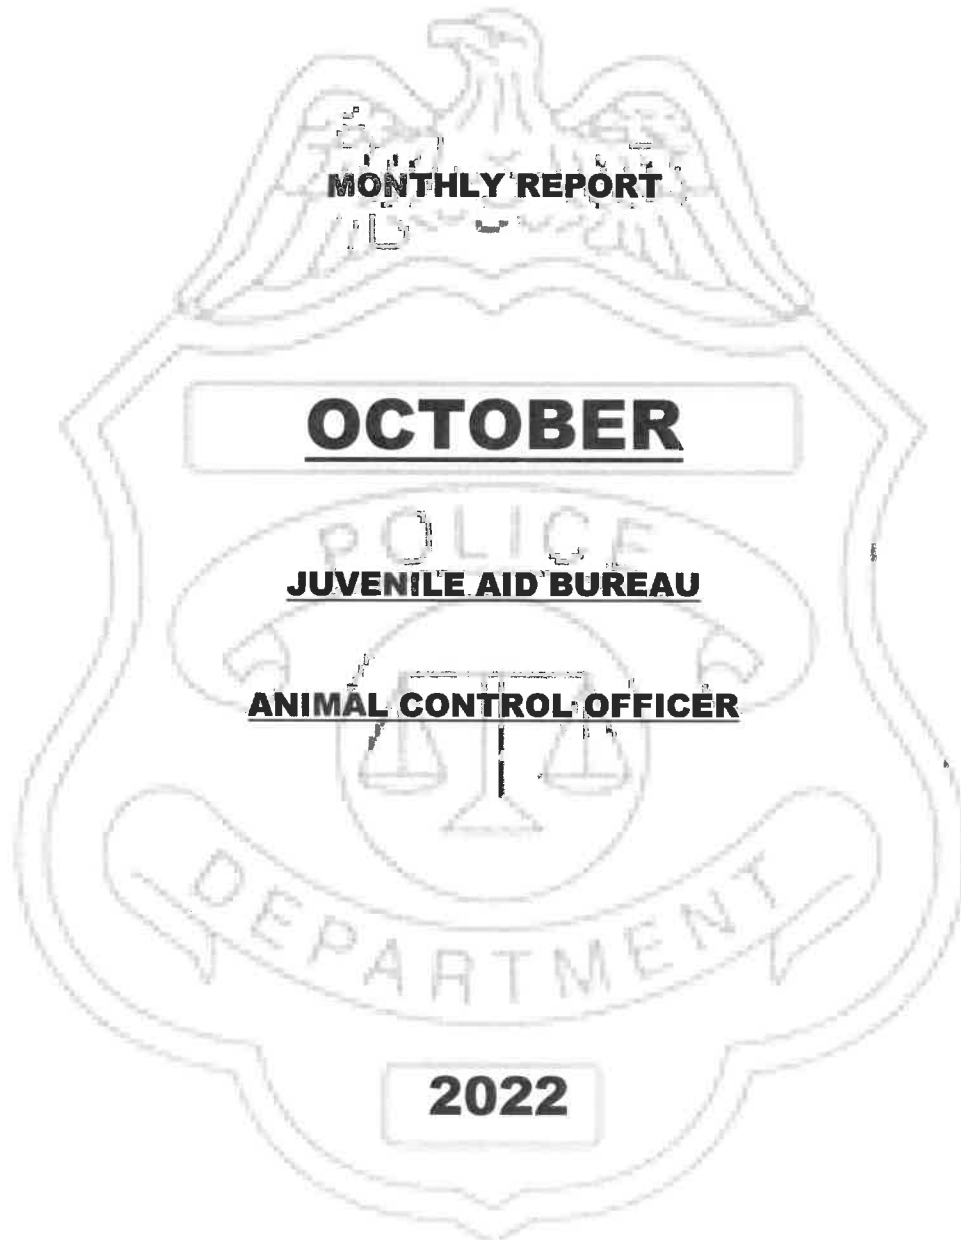 MONTHLY REPORT
OCTOBER
POLICE
JUVENILE AID BUREAU
ANIMAL CONTROL OFFICER
DEPARTMENT
2022